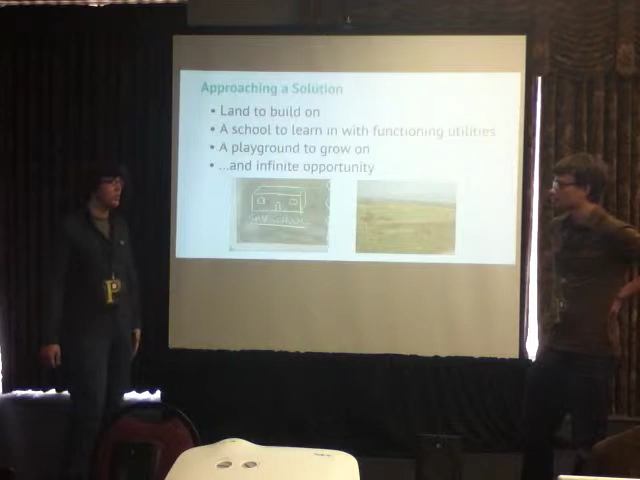 Approaching a Solution
• Land to build on
• A school to learn in with functioning utilities
• A playground to grow on
• ...and infinite opportunity
P